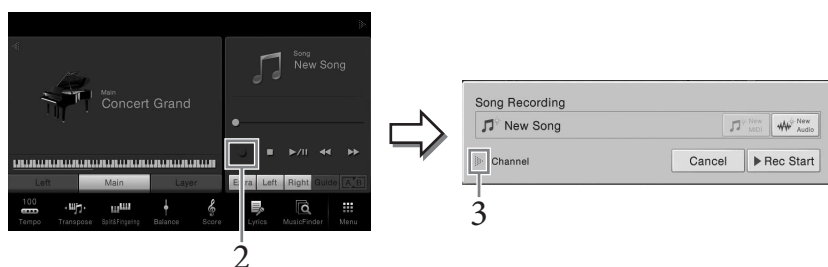 Song
New Song
Main
Concert Grand
Left Main Layer
Extra Left Right Guide A B
100
Tempo Transpose Split&Fingering Balance Score Lyrics MusicFinder Menu
2
Song Recording
New Song
New MIDI
New Audio
Channel
Cancel
Rec Start
3